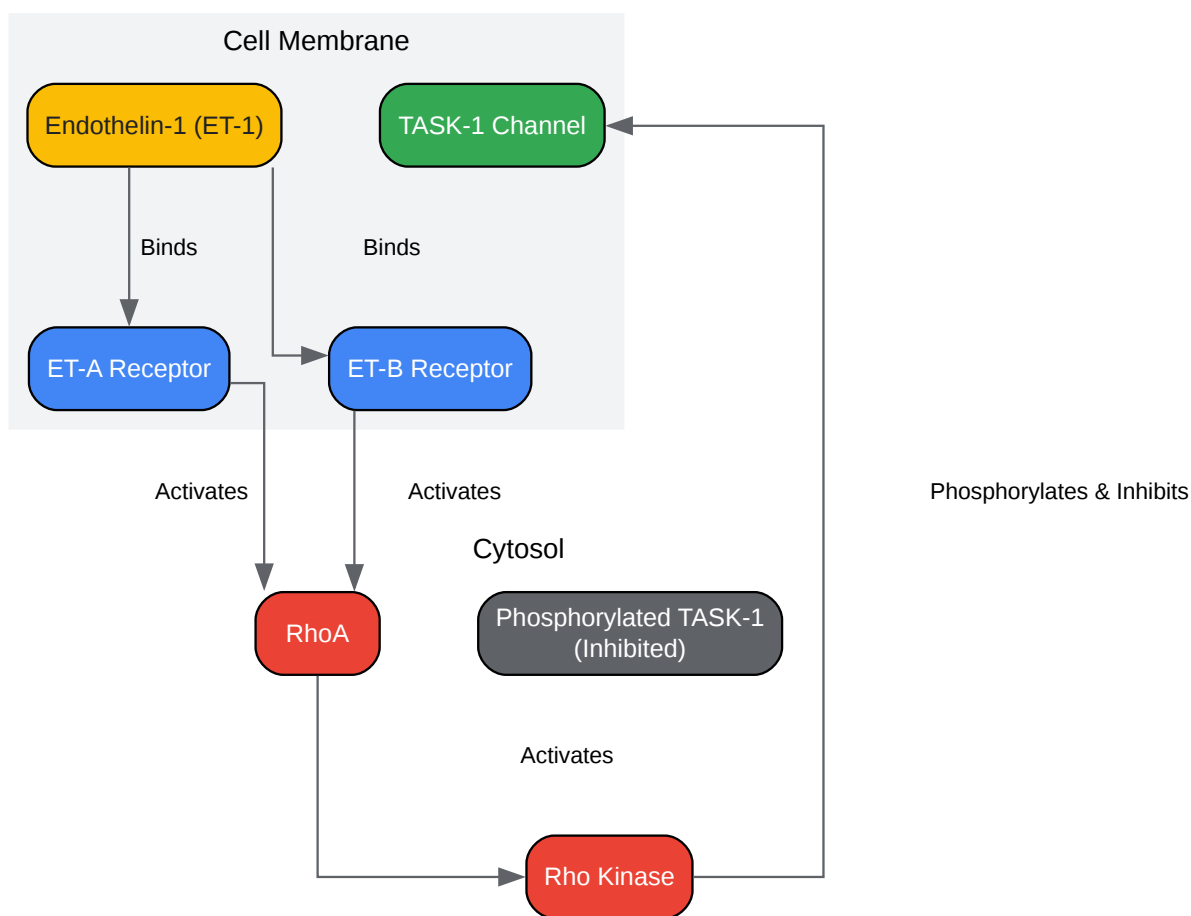 Cell Membrane
Endothelin-1 (ET-1)
TASK-1 Channel
Binds
Binds
ET-A Receptor
ET-B Receptor
Activates
Activates
Phosphorylates & Inhibits
Cytosol
RhoA
Phosphorylated TASK-1
(Inhibited)
Activates
Rho Kinase